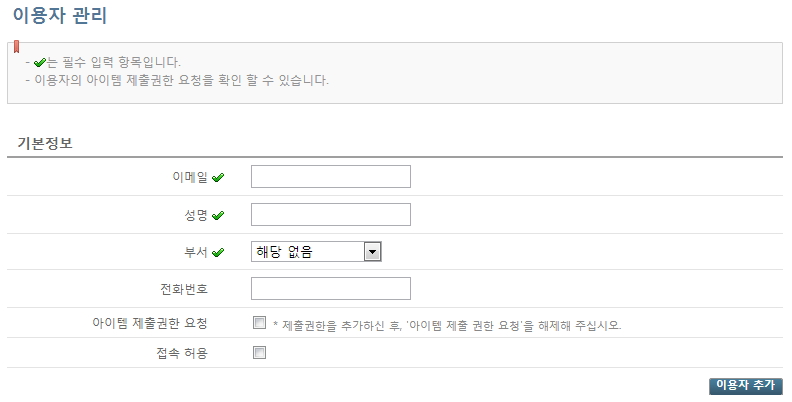 이용자 관리
- 는 필수 입력 항목입니다.
- 이용자의 아이템 제출권한 요청을 확인 할 수 있습니다.
기본정보
이메일
성명
부서 해당 없음
전화번호
아이템 제출권한 요청 * 제출권한을 추가하신 후, '아이템 제출 권한 요청'을 해제해 주십시오.
접속 허용
이용자 추가